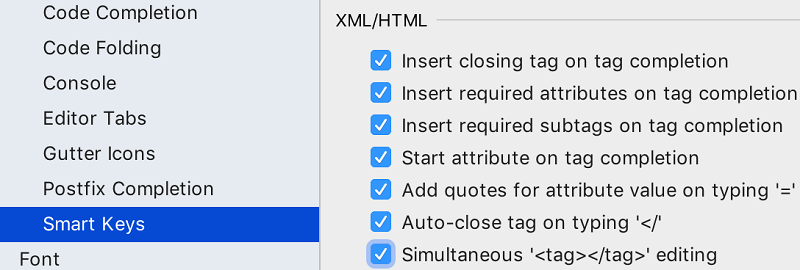 Code Completion
Code Folding
Console
Editor Tabs
Gutter Icons
Postfix Completion
Smart Keys
Font
XML/HTML
Insert closing tag on tag completion
Insert required attributes on tag completion
Insert required subtags on tag completion
Start attribute on tag completion
Add quotes for attribute value on typing '='
Auto-close tag on typing '</'
Simultaneous '<tag></tag>' editing